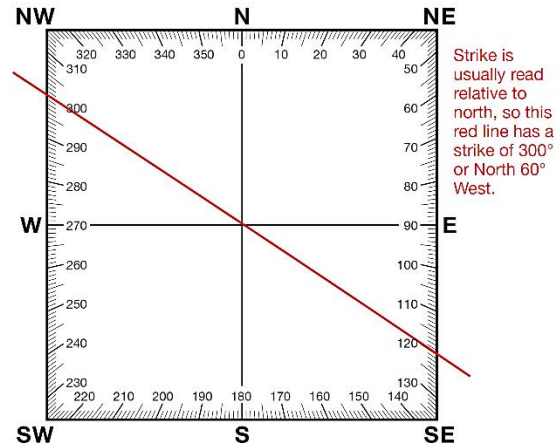 NW N NE
320 330 340 350 0 10 20 30 40
310 50
300 60
290 70
280 80
W 270 90 E
260 100
250 110
240 120
230 130
220 210 200 190 180 170 160 150 140
SW S SE
Strike is
usually read
relative to
north, so this
red line has a
strike of 300°
or North 60°
West.